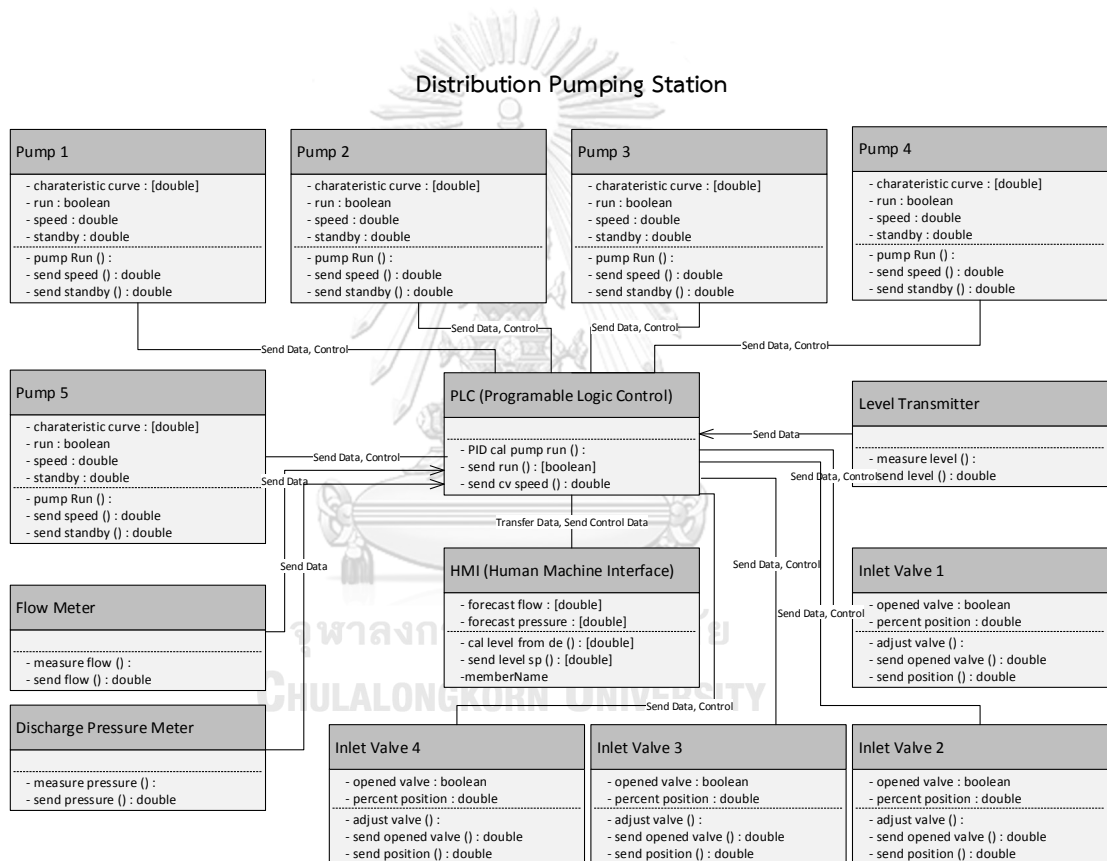 Distribution Pumping Station
Pump 1
- charateristic curve : [double]
- run : boolean
- speed : double
- standby : double
- pump Run () :
- send speed () : double
- send standby () : double
Pump 2
- charateristic curve : [double]
- run : boolean
- speed : double
- standby : double
- pump Run () :
- send speed () : double
- send standby () : double
Pump 3
- charateristic curve : [double]
- run : boolean
- speed : double
- standby : double
- pump Run () :
- send speed () : double
- send standby () : double
Pump 4
- charateristic curve : [double]
- run : boolean
- speed : double
- standby : double
- pump Run () :
- send speed () : double
- send standby () : double
Send Data, Control
Send Data, Control
Send Data, Control
Send Data, Control
Pump 5
- charateristic curve : [double]
- run : boolean
- speed : double
- standby : double
- pump Run () :
- send speed () : double
- send standby () : double
Send Data, Control
Send Data
Send Data
PLC (Programable Logic Control)
- PID cal pump run () :
- send run () : [boolean]
- send cv speed () : double
Send Data
Level Transmitter
- measure level () :
send level () : double
Send Data, Control
Transfer Data, Send Control Data
Send Data, Control
Send Data, Control
Send Data, Control
HMI (Human Machine Interface)
- forecast flow : [double]
- forecast pressure : [double]
- cal level from de () : [double]
- send level sp () : [double]
-memberName
Flow Meter
- measure flow () :
- send flow () : double
Discharge Pressure Meter
- measure pressure () :
- send pressure () : double
Inlet Valve 1
- opened valve : boolean
- percent position : double
- adjust valve () :
- send opened valve () : double
- send position () : double
Inlet Valve 4
- opened valve : boolean
- percent position : double
- adjust valve () :
- send opened valve () : double
- send position () : double
Inlet Valve 3
- opened valve : boolean
- percent position : double
- adjust valve () :
- send opened valve () : double
- send position () : double
Inlet Valve 2
- opened valve : boolean
- percent position : double
- adjust valve () :
- send opened valve () : double
- send position () : double
CHULALONGKORN UNIVERSITY